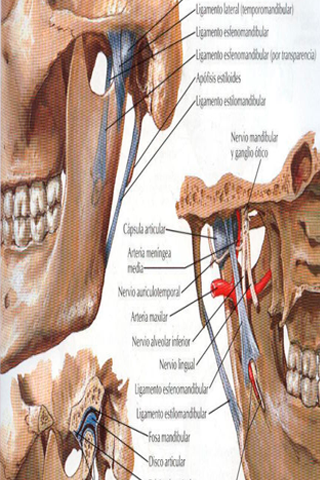 Ligamento lateral (temporomandibular)
Ligamento esfenomandibular
Ligamento esfenomandibular (por transparencia)
Apófisis estiloides
Ligamento estilomandibular
Nervio mandibular
y ganglio ótico
Cápsula articular
Arteria meníngea
media
Nervio auriculotemporal
Arteria maxilar
Nervio alveolar inferior
Nervio lingual
Ligamento esfenomandibular
Ligamento estilomandibular
Fosa mandibular
Disco articular